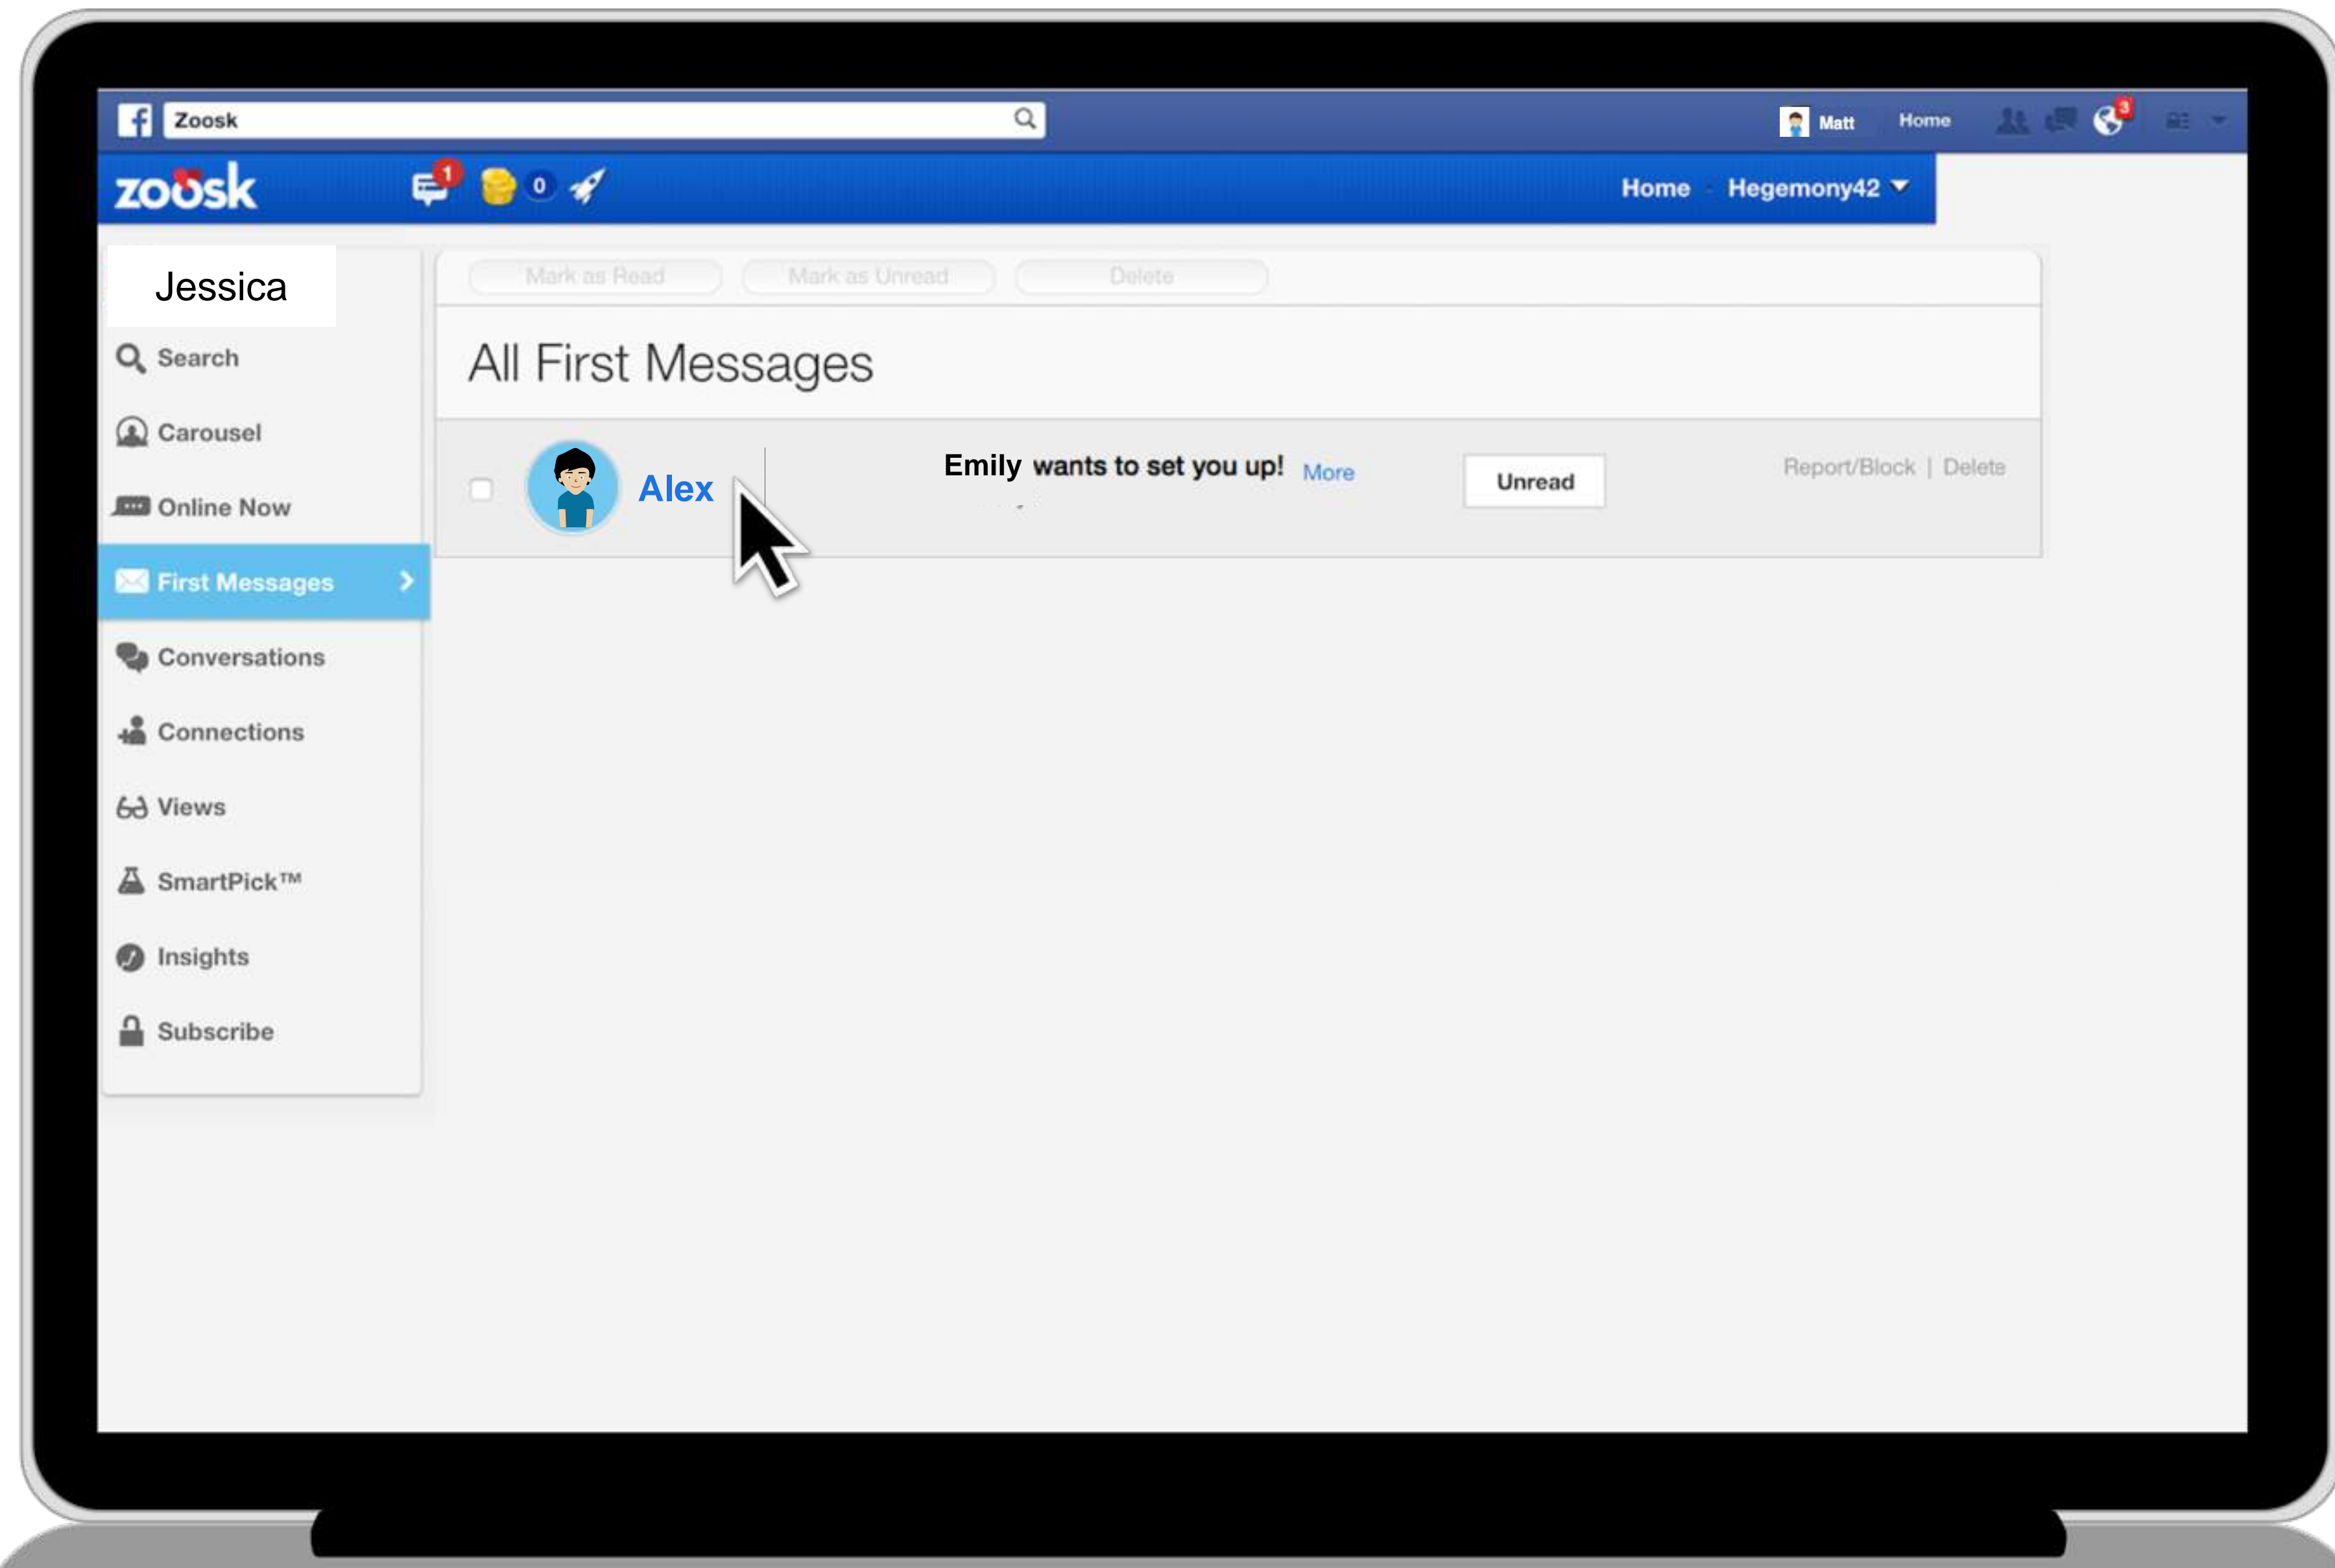 Zoosk
Matt
Home
3
zoosk
1
0
Home
Hegemony42
Jessica
Mark as Read
Mark as Unread
Delete
All First Messages
Search
Carousel
Online Now
First Messages
Conversations
Connections
Views
SmartPick™
Insights
Subscribe
Alex
Emily wants to set you up! More
Unread
Report/Block | Delete